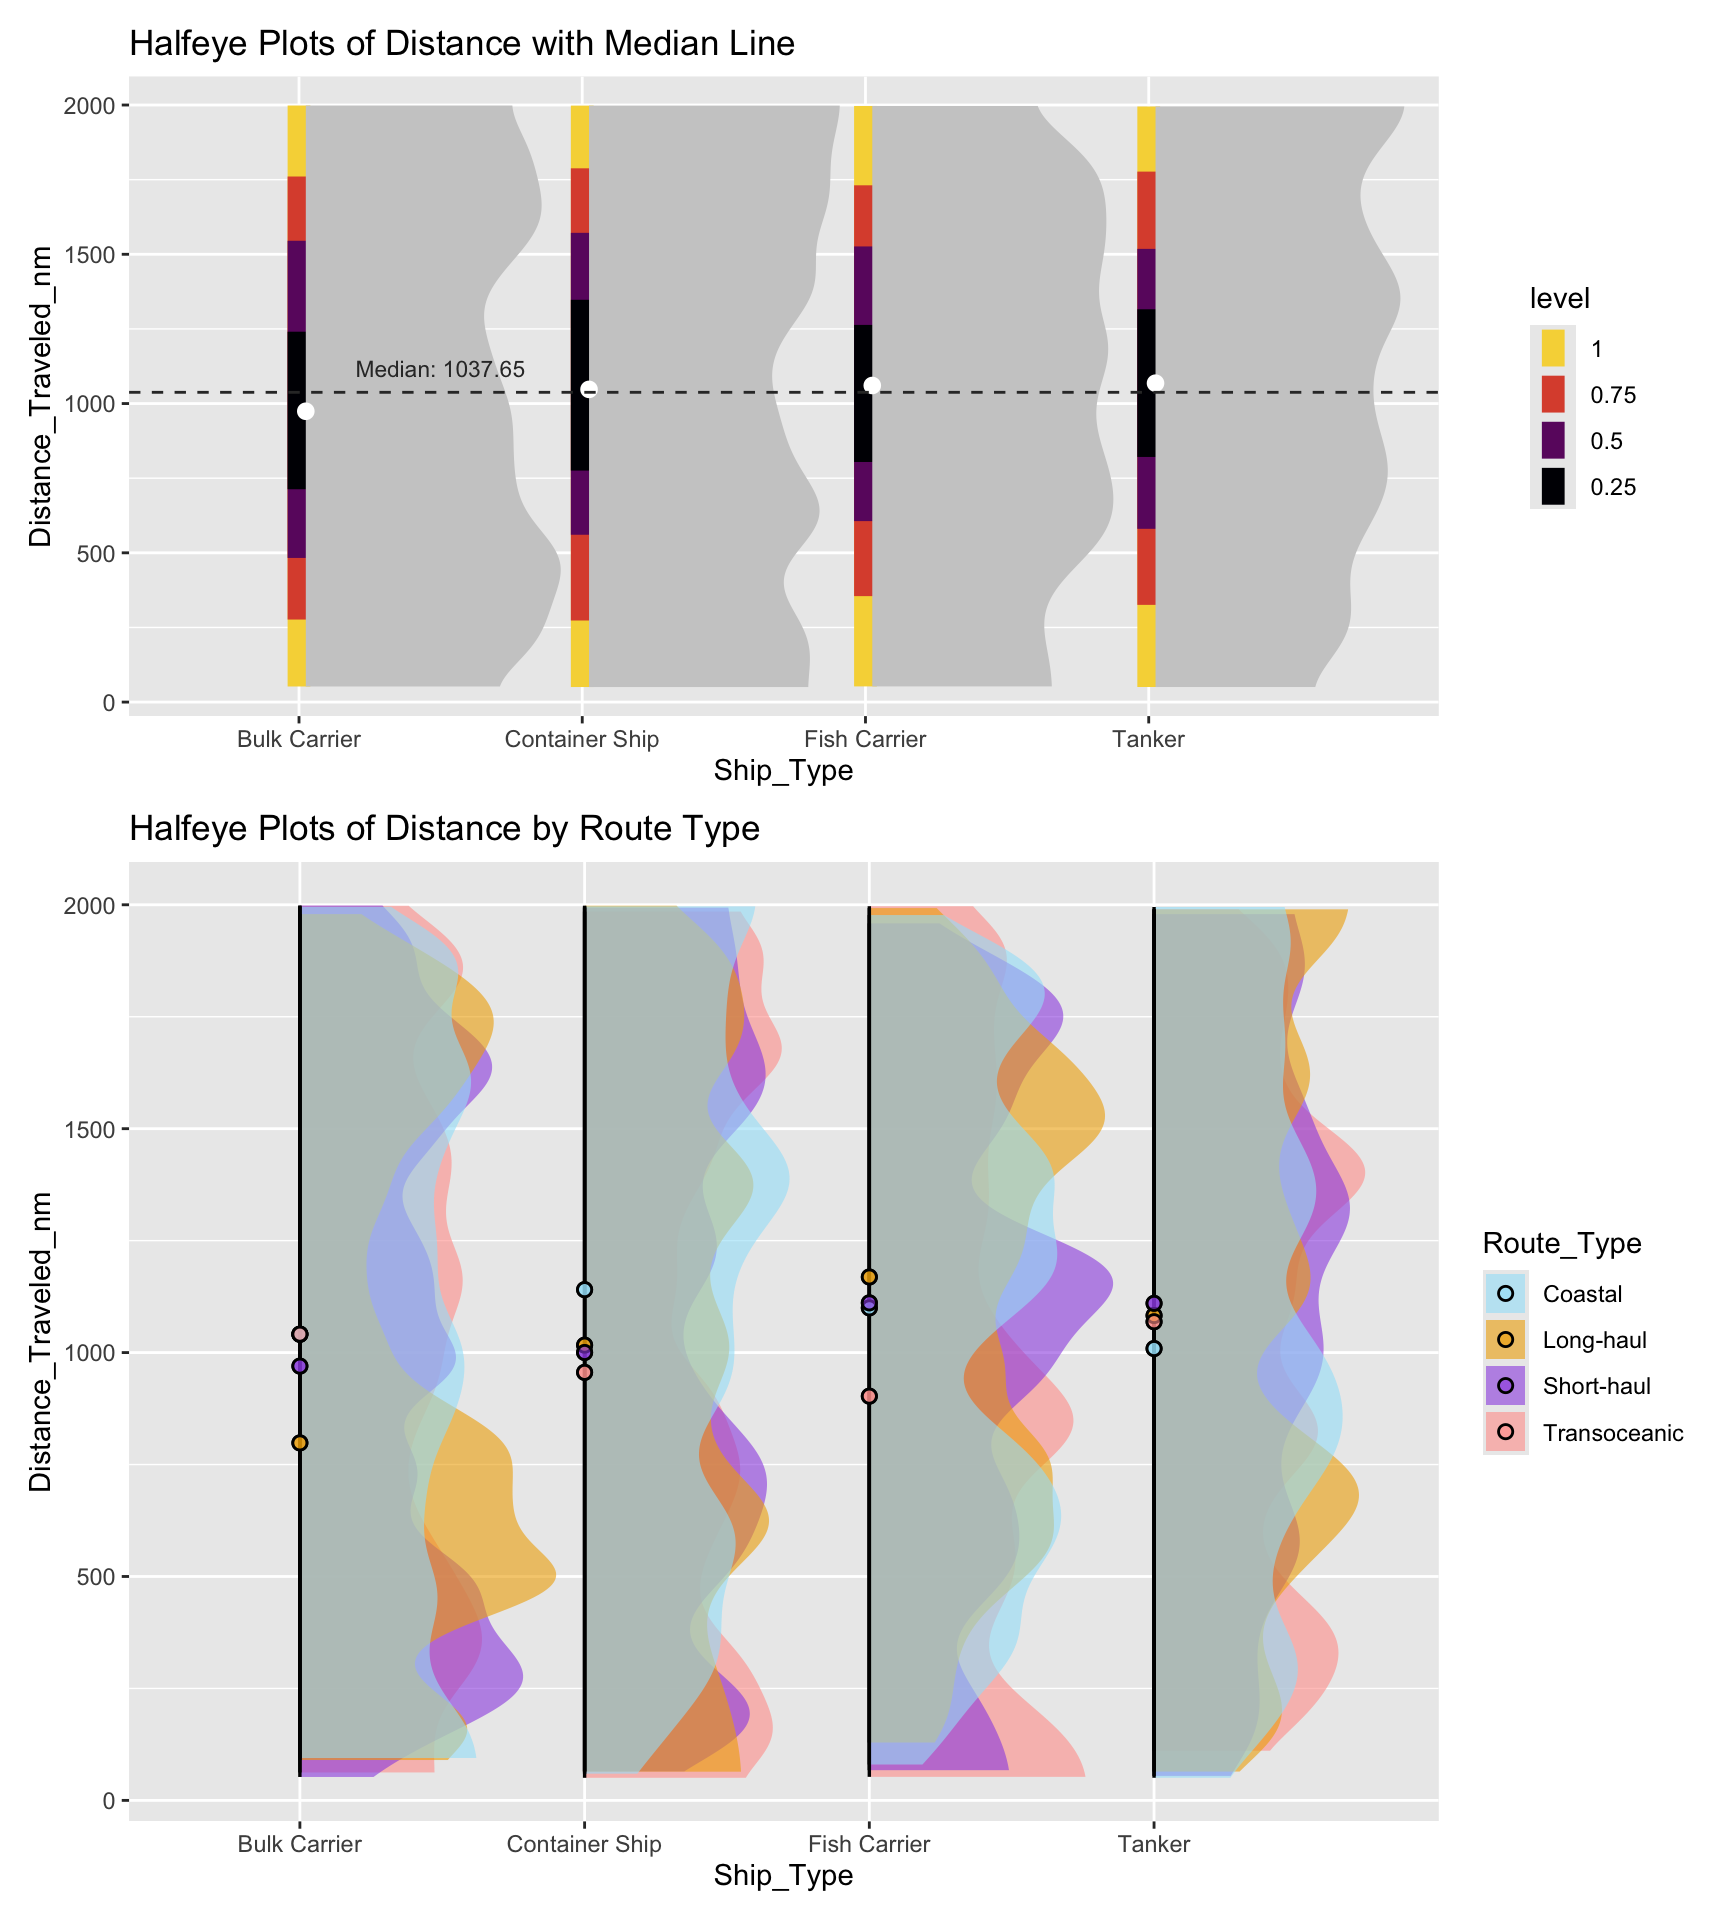 Halfeye Plots of Distance with Median Line
Distance_Traveled_nm
2000
1500
1000
500
0
Median: 1037.65
Bulk Carrier
Container Ship
Fish Carrier
Tanker
Ship_Type
level
1
0.75
0.5
0.25
Halfeye Plots of Distance by Route Type
Distance_Traveled_nm
2000
1500
1000
500
0
Bulk Carrier
Container Ship
Fish Carrier
Tanker
Ship_Type
Route_Type
Coastal
Long-haul
Short-haul
Transoceanic